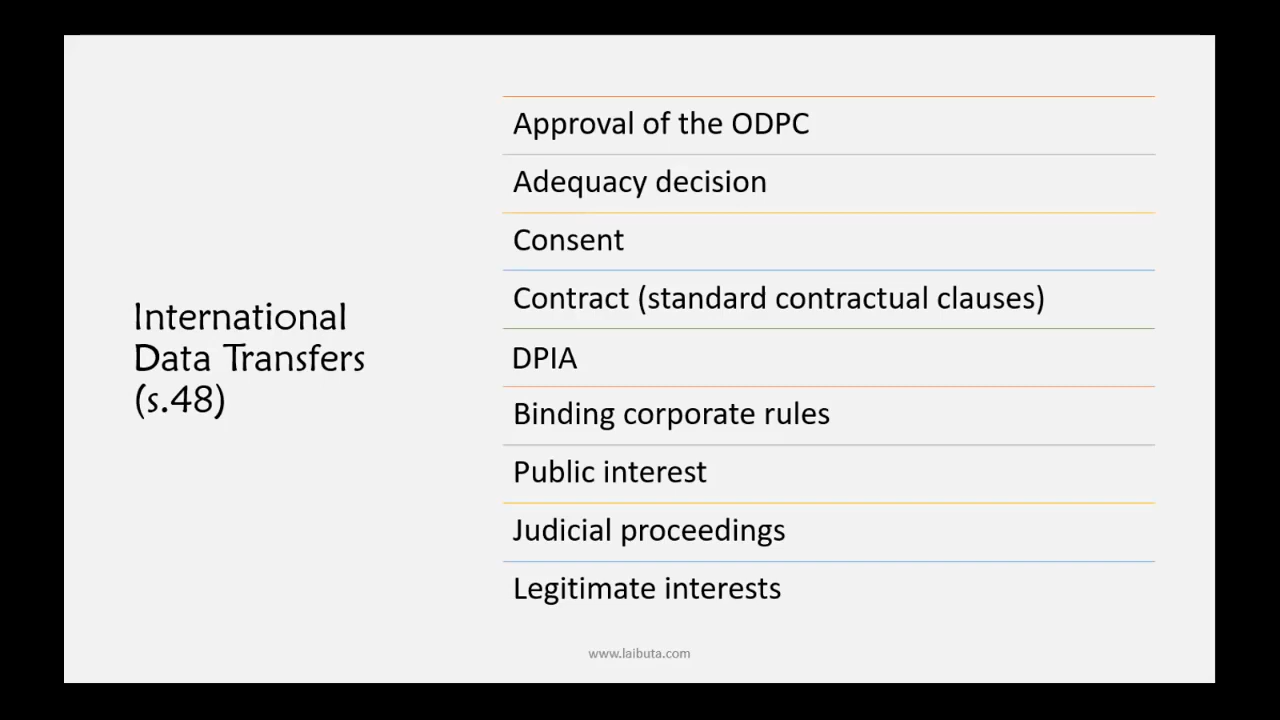 International
Data Transfers
(s.48)
Approval of the ODPC
Adequacy decision
Consent
Contract (standard contractual clauses)
DPIA
Binding corporate rules
Public interest
Judicial proceedings
Legitimate interests
www.laibuta.com